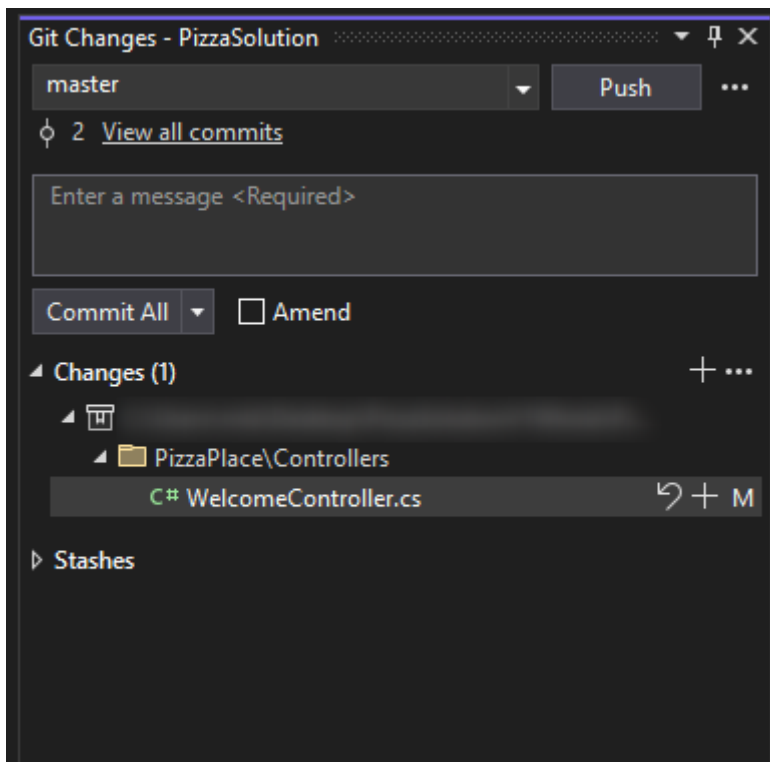 Git Changes - PizzaSolution
master Push
2 View all commits
Enter a message <Required>
Commit All Amend
Changes (1)
PizzaPlace\Controllers
C# WelcomeController.cs M
Stashes